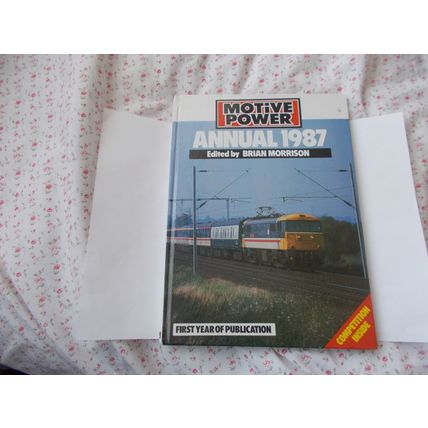 MOTIVE
POWER
ANNUAL 1987
Edited by BRIAN MORRISON
FIRST YEAR OF PUBLICATION
COMPETITION
INSIDE